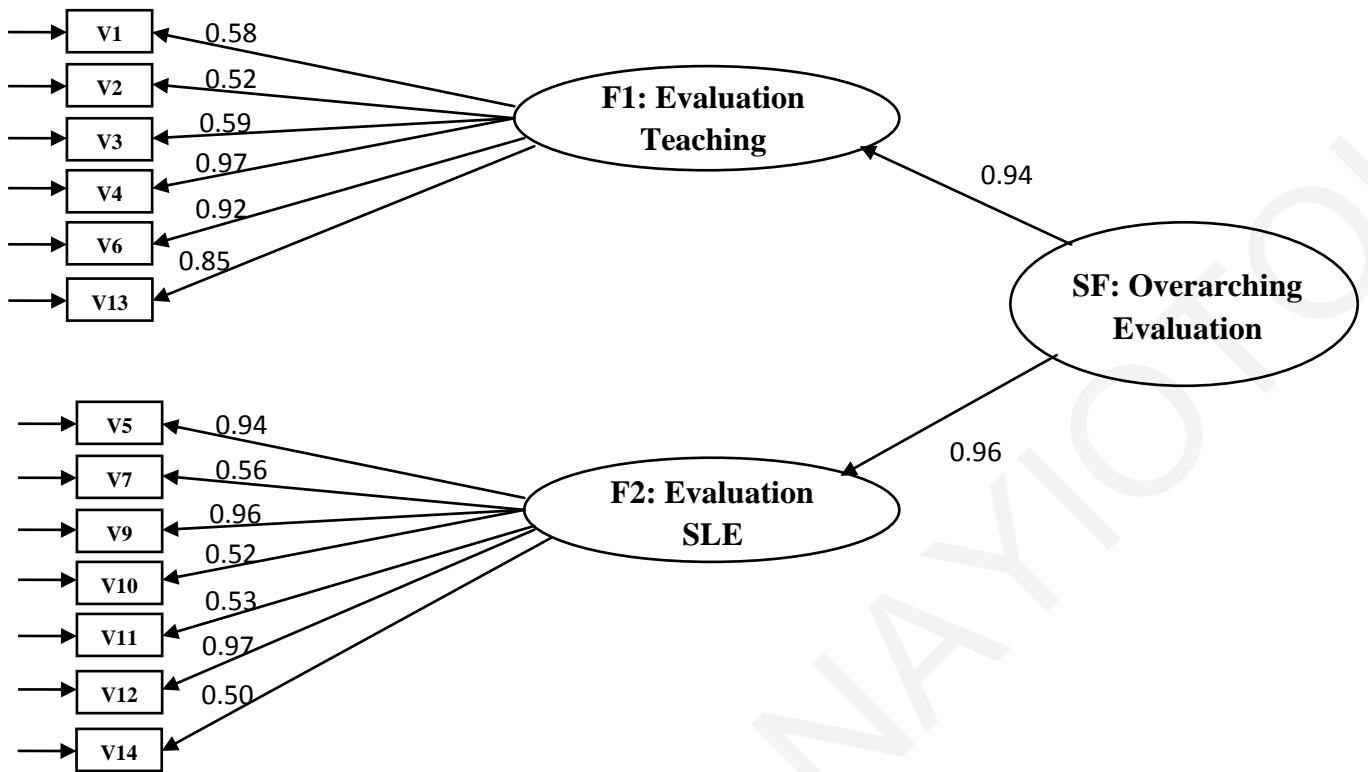 V1
0.58
V2
0.52
V3
0.59
V4
0.97
V6
0.92
V13
0.85
F1: Evaluation
Teaching
0.94
SF: Overarching
Evaluation
0.96
V5
0.94
V7
0.56
V9
0.96
V10
0.52
V11
0.53
V12
0.97
V14
0.50
F2: Evaluation
SLE